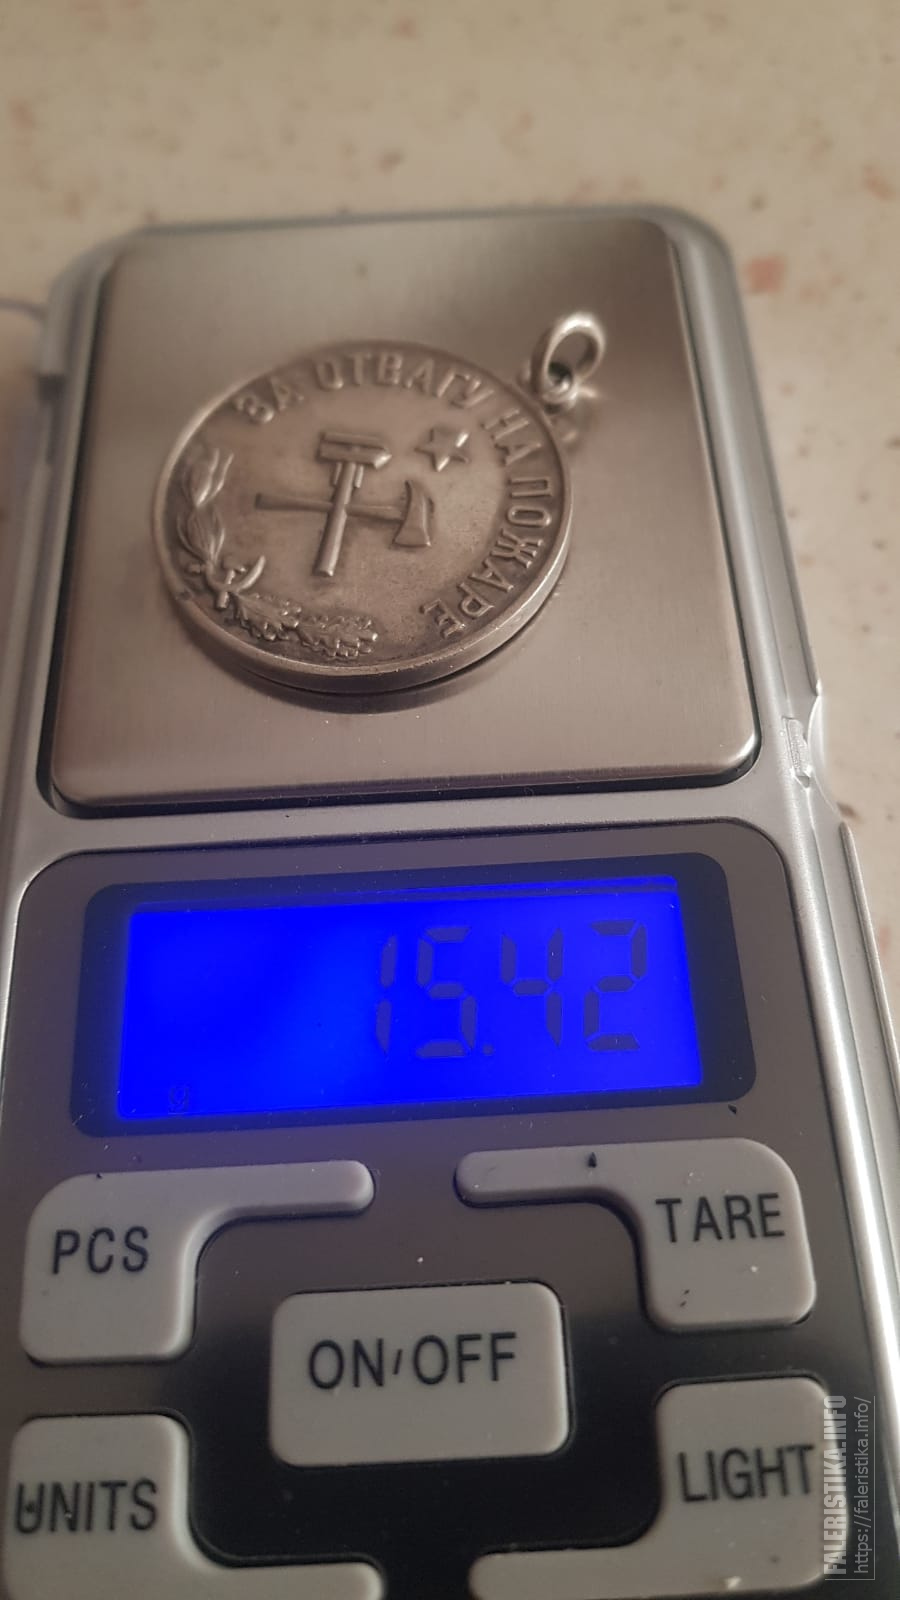 ЗА ОТВАГУ НА ПОЖАРЕ
15.42
g
PCS
TARE
ON/OFF
UNITS
LIGHT
FALERISTIKA.INFO
https://faleristika.info/